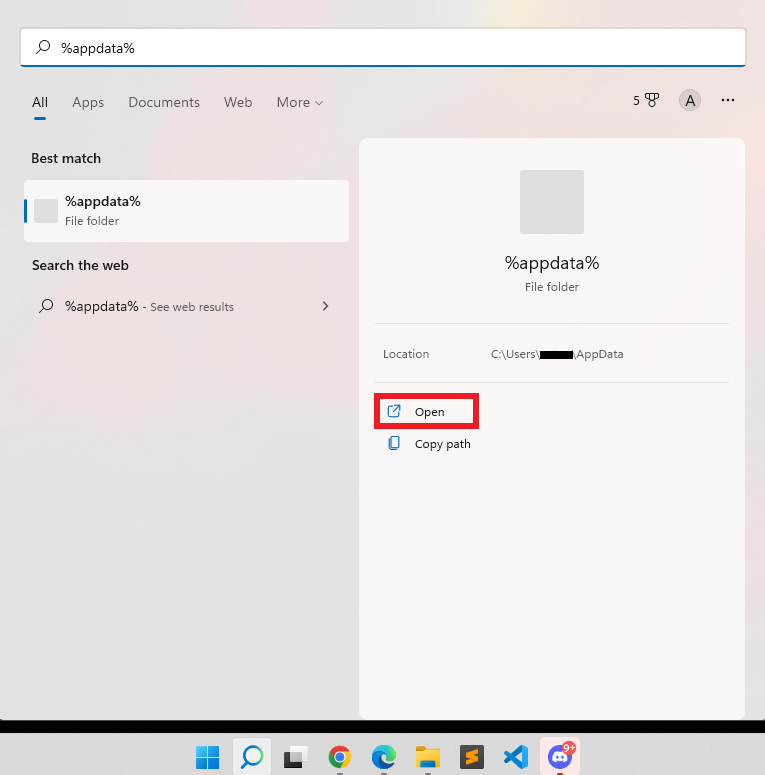 %appdata%
All Apps Documents Web More 5 A ...
Best match
%appdata%
File folder
Search the web
%appdata% - See web results
%appdata%
File folder
Location C:\Users\ \AppData
Open
Copy path
9+